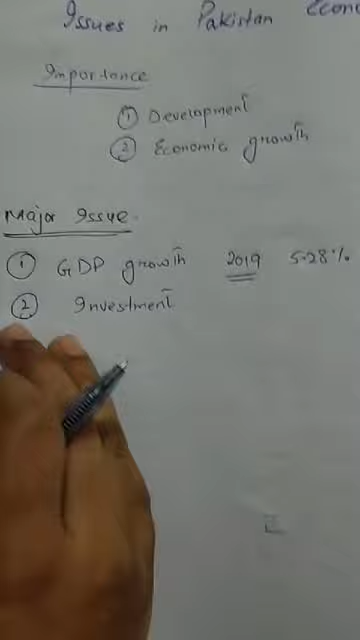 Issues in Pakistan Econo
Importance
① Development
② Economic growth
Major Issue.
① GDP growth 2019 5.28%
② Investment